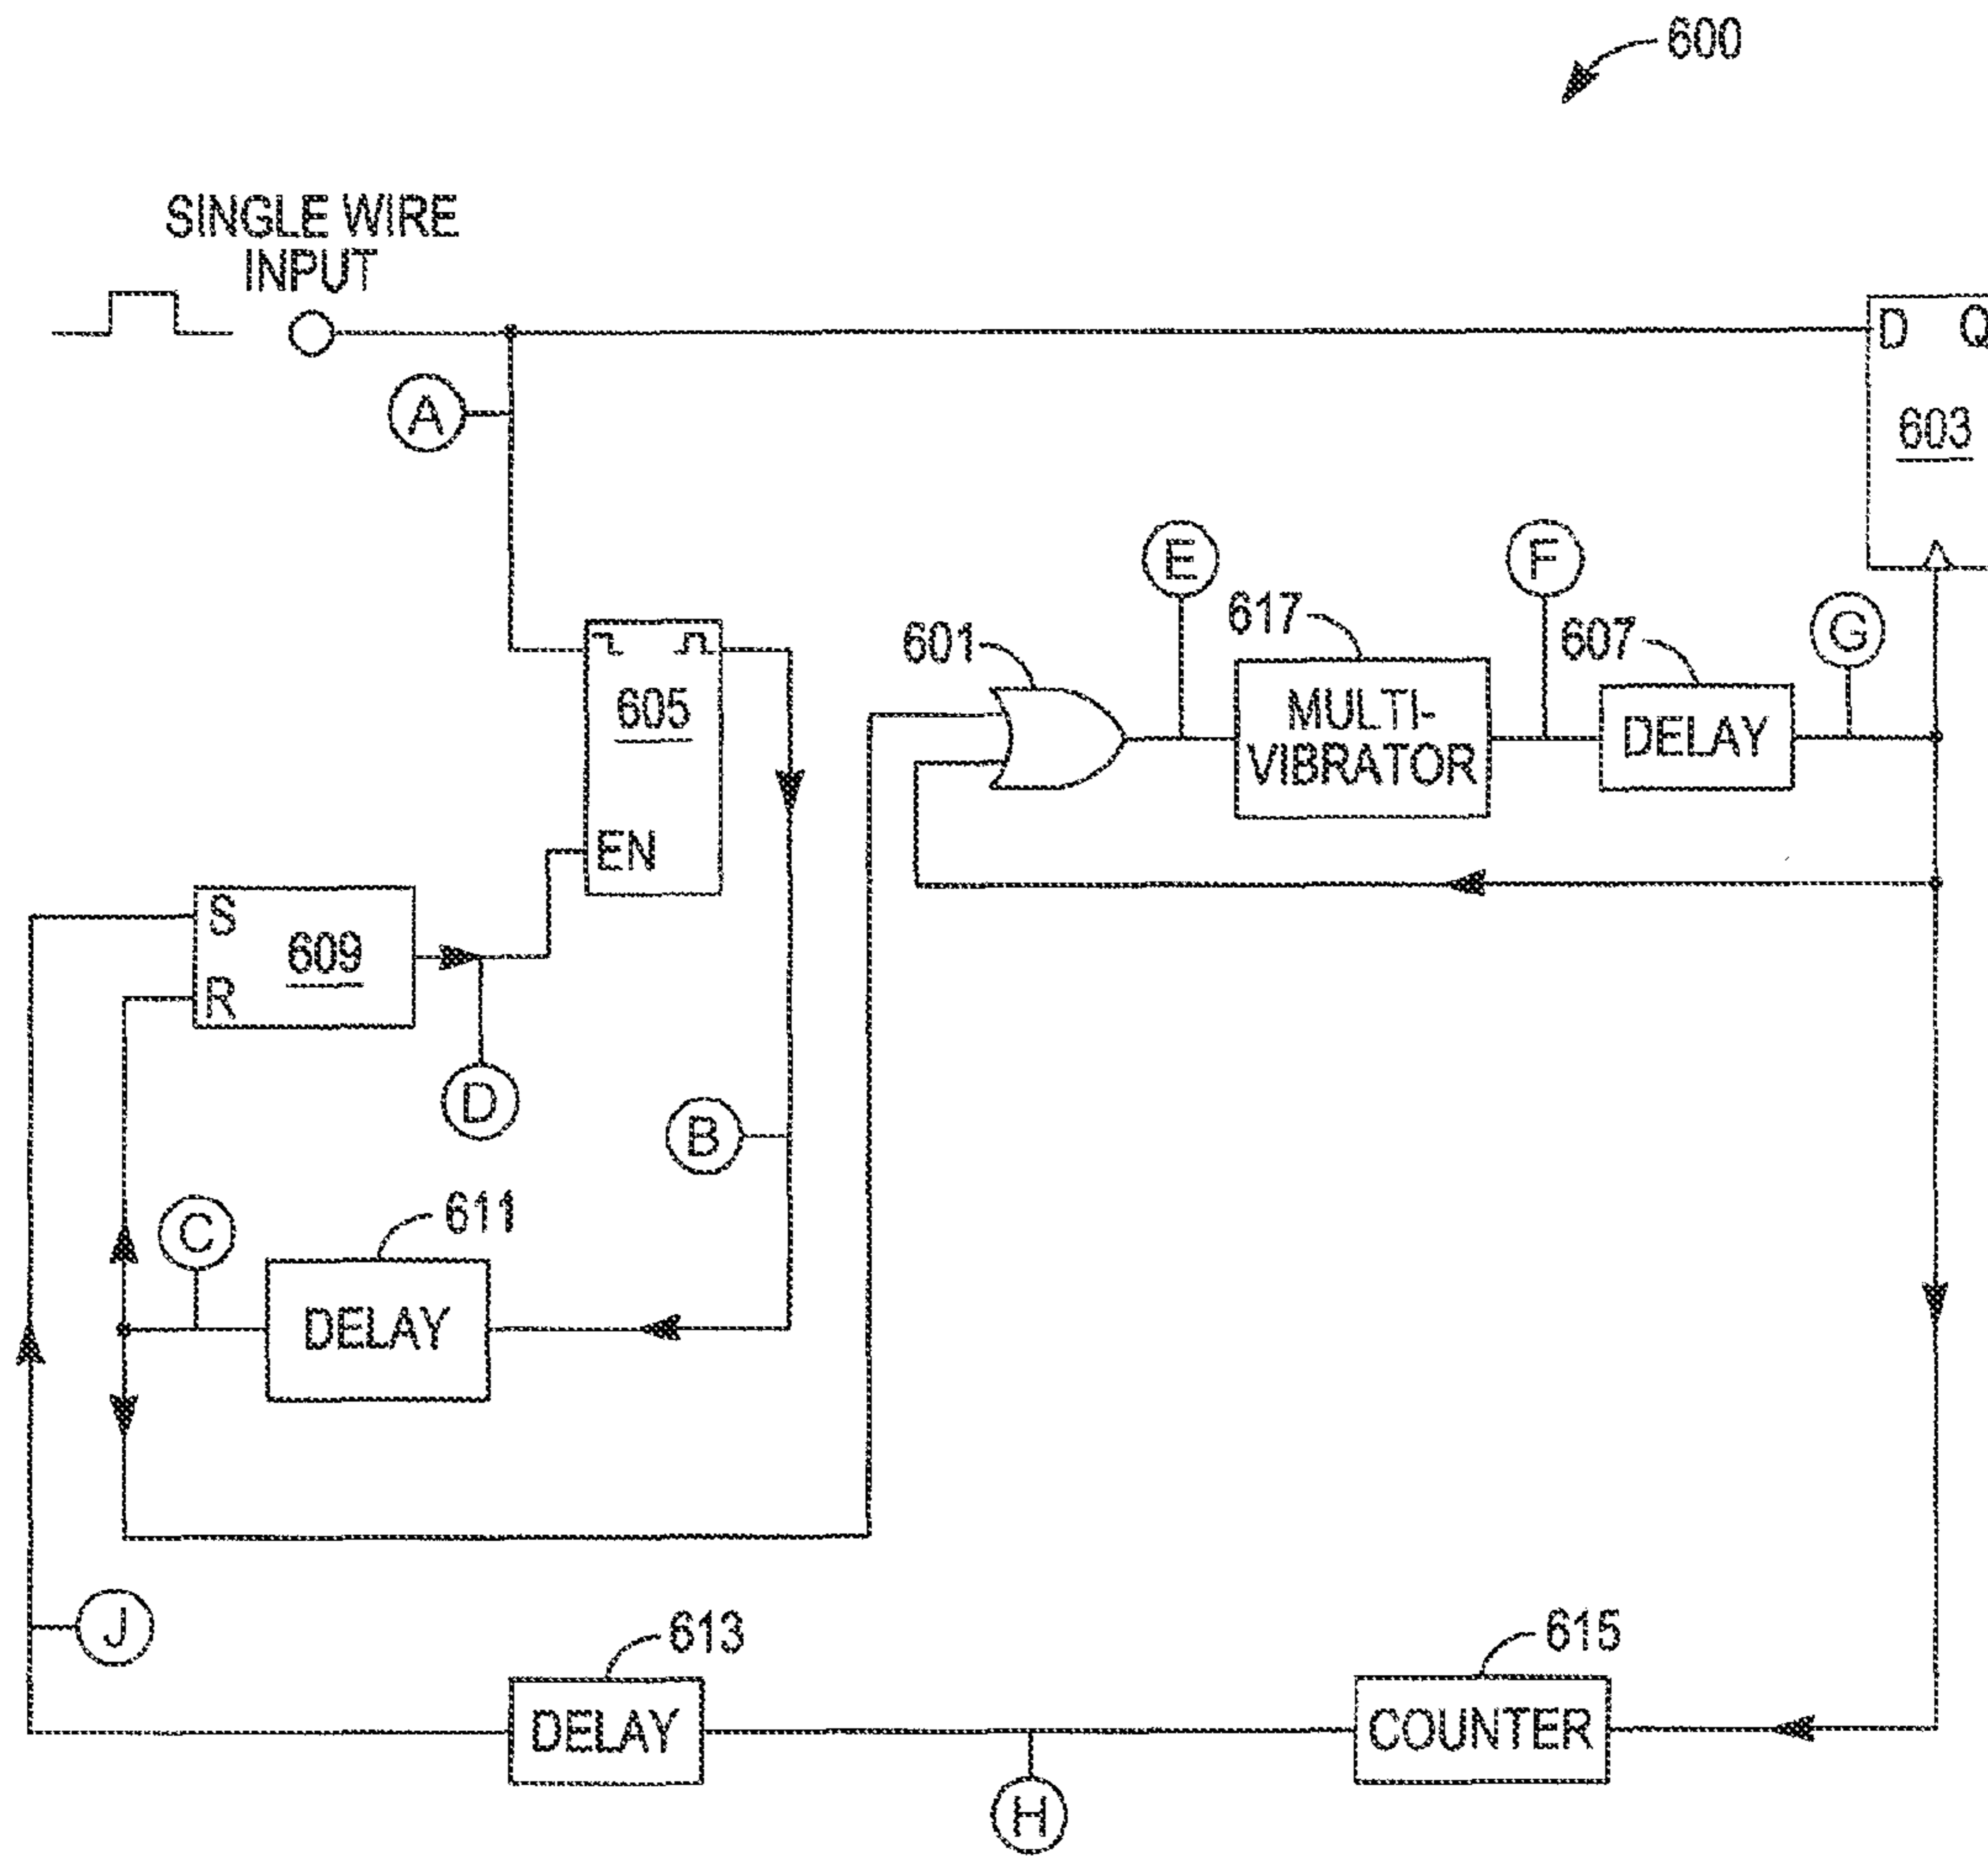 600
SINGLE WIRE
INPUT
D Q
A
603
E
F
617
G
601
607
605
MULTI-
VIBRATOR
DELAY
EN
S
609
R
D
B
C
611
DELAY
J
613
615
DELAY
COUNTER
H